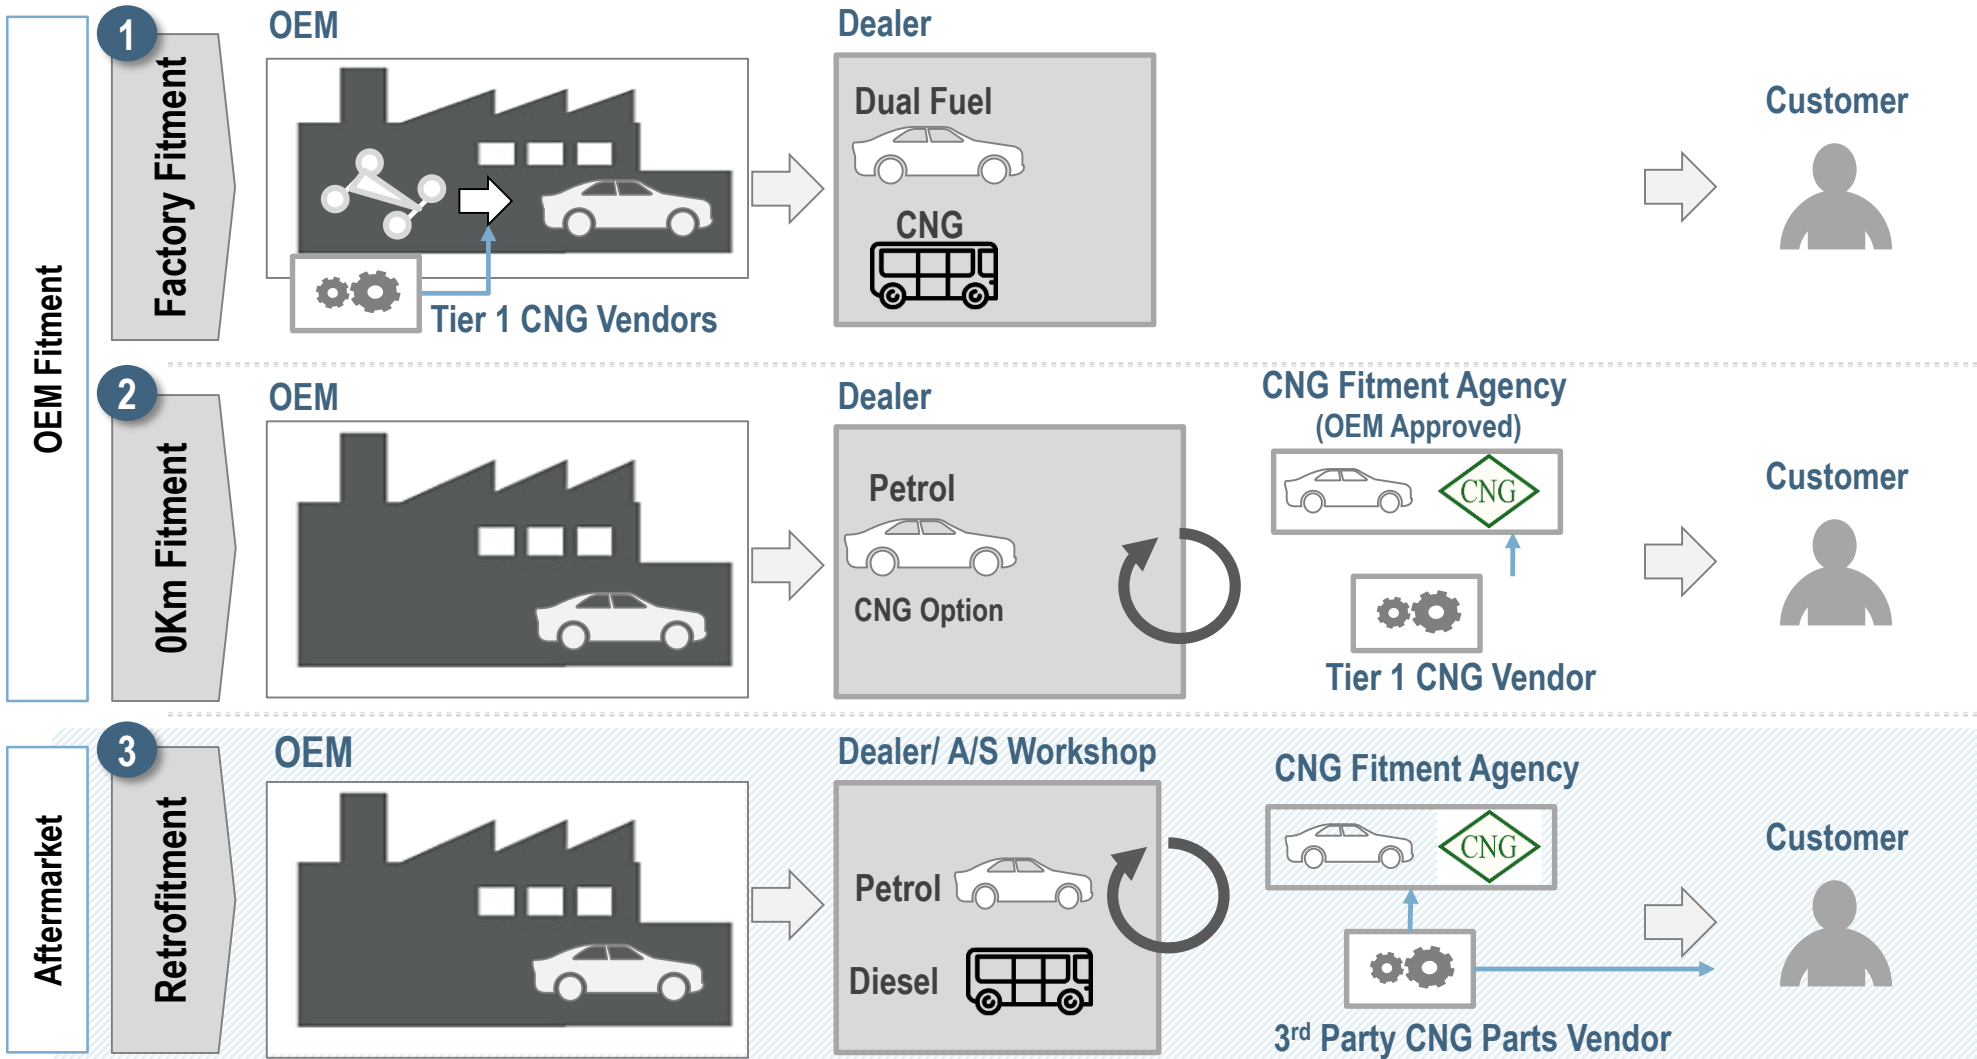 OEM Fitment
1
Factory Fitment
OEM
Tier 1 CNG Vendors
Dealer
Dual Fuel
CNG
Customer
2
0Km Fitment
OEM
Dealer
Petrol
CNG Option
CNG Fitment Agency
(OEM Approved)
CNG
Tier 1 CNG Vendor
Customer
Aftermarket
3
Retrofitment
OEM
Dealer/ A/S Workshop
Petrol
Diesel
CNG Fitment Agency
CNG
3rd Party CNG Parts Vendor
Customer